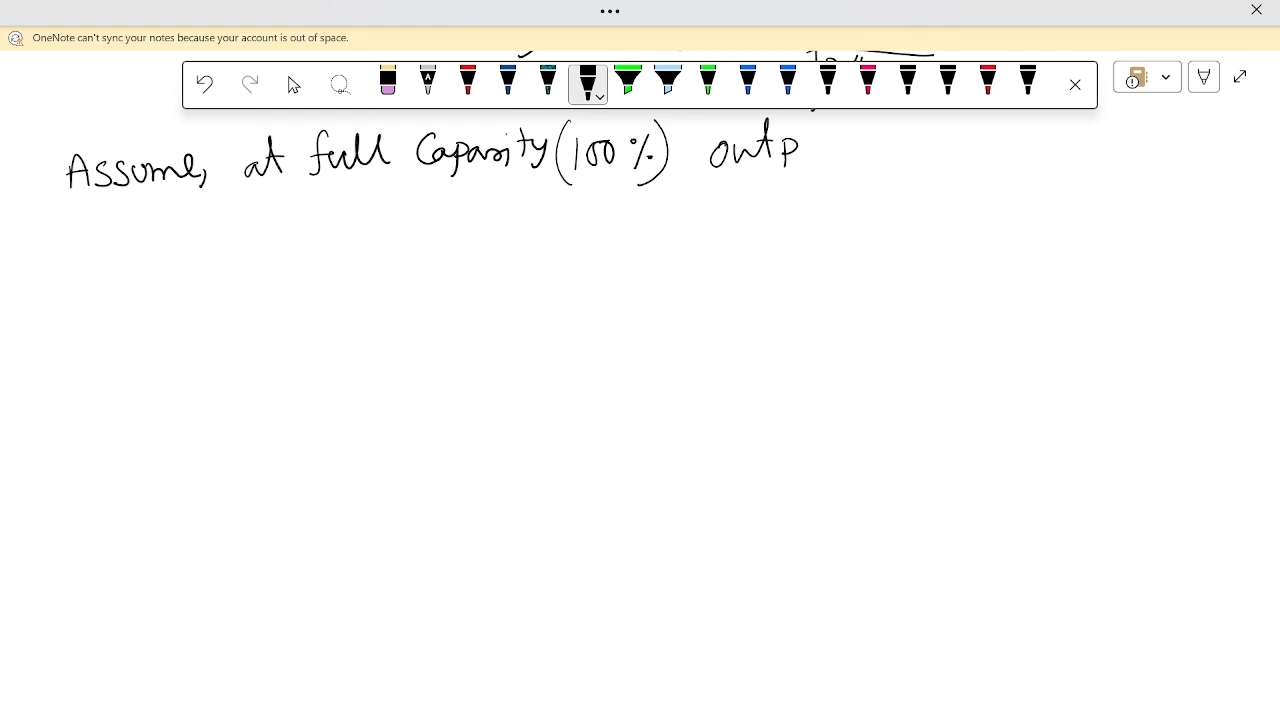 OneNote can't sync your notes because your account is out of space.
A
Assume, at full Capacity (100 %) outp